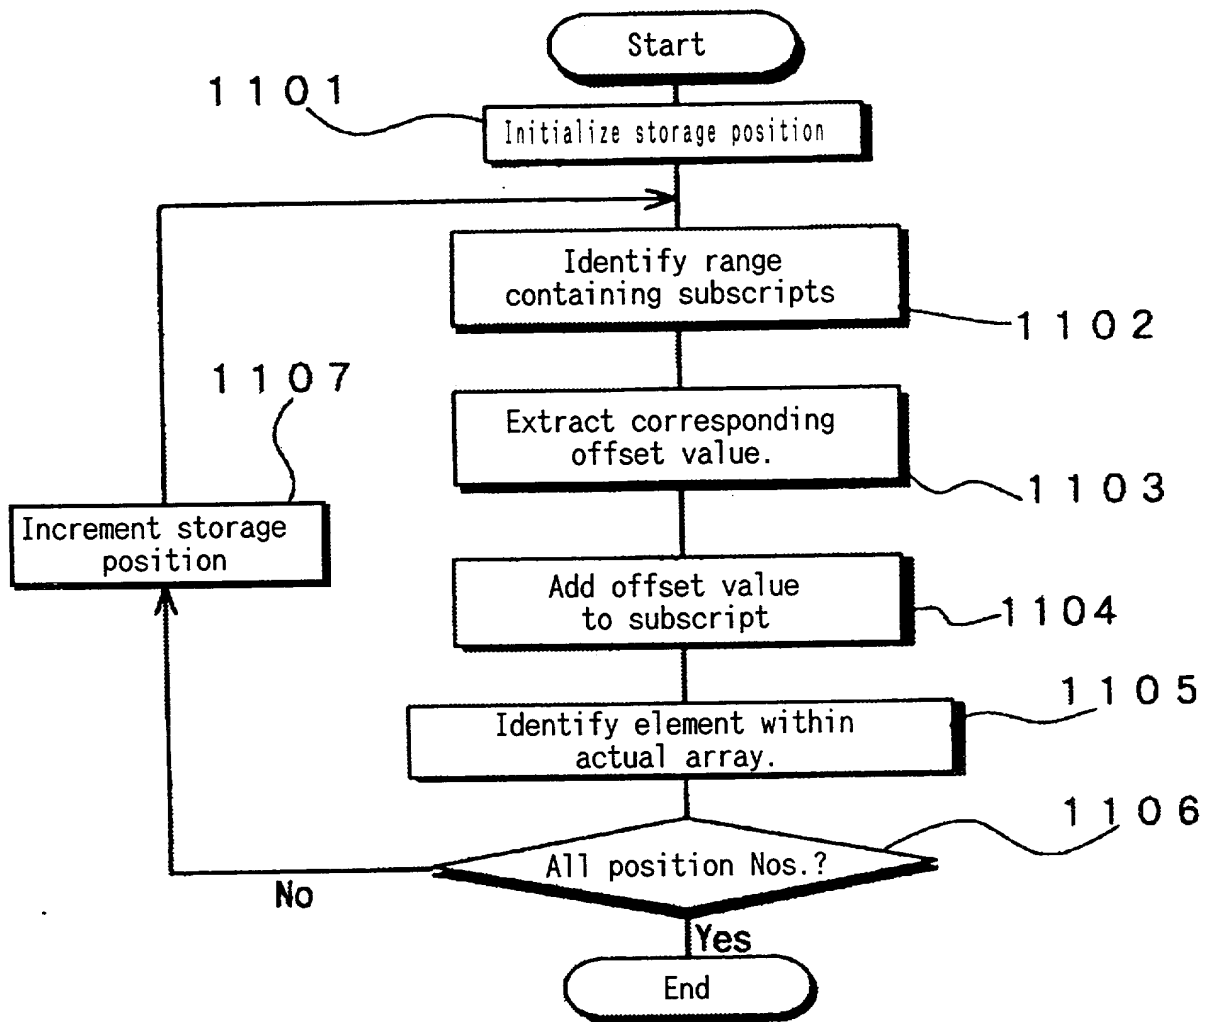 Start
1101
Initialize storage position
Identify range
containing subscripts
1102
1107
Extract corresponding
offset value.
1103
Increment storage
position
Add offset value
to subscript
1104
1105
Identify element within
actual array.
1106
All position Nos.?
No
Yes
End